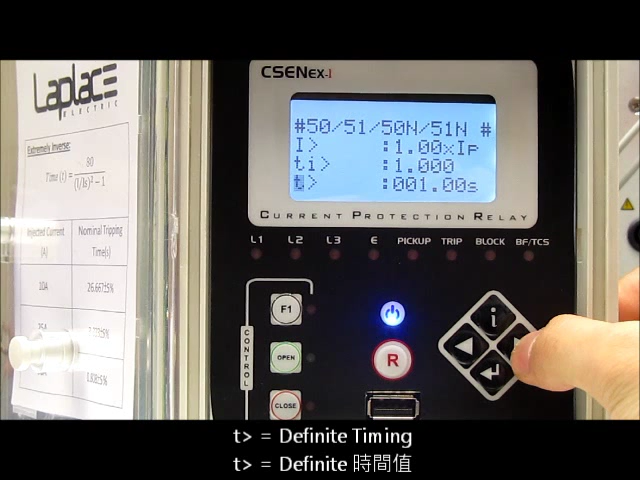 Laplace
ELECTRIC
Extremely Inverse:
Time (t) = 80
(I/Is)² − 1
Injected Current
(A)
Nominal Tripping
Time(s)
10A
26.667±5%
CSENEX-I
#50/51/50N/51N #
I> :1.00xIp
ti> :1.000
t> :001.00s
CURRENT PROTECTION RELAY
L1 L2 L3 E PICKUP TRIP BLOCK BF/TCS
CONTROL
F1
OPEN
CLOSE
R
i
t> = Definite Timing
t> = Definite 時間值